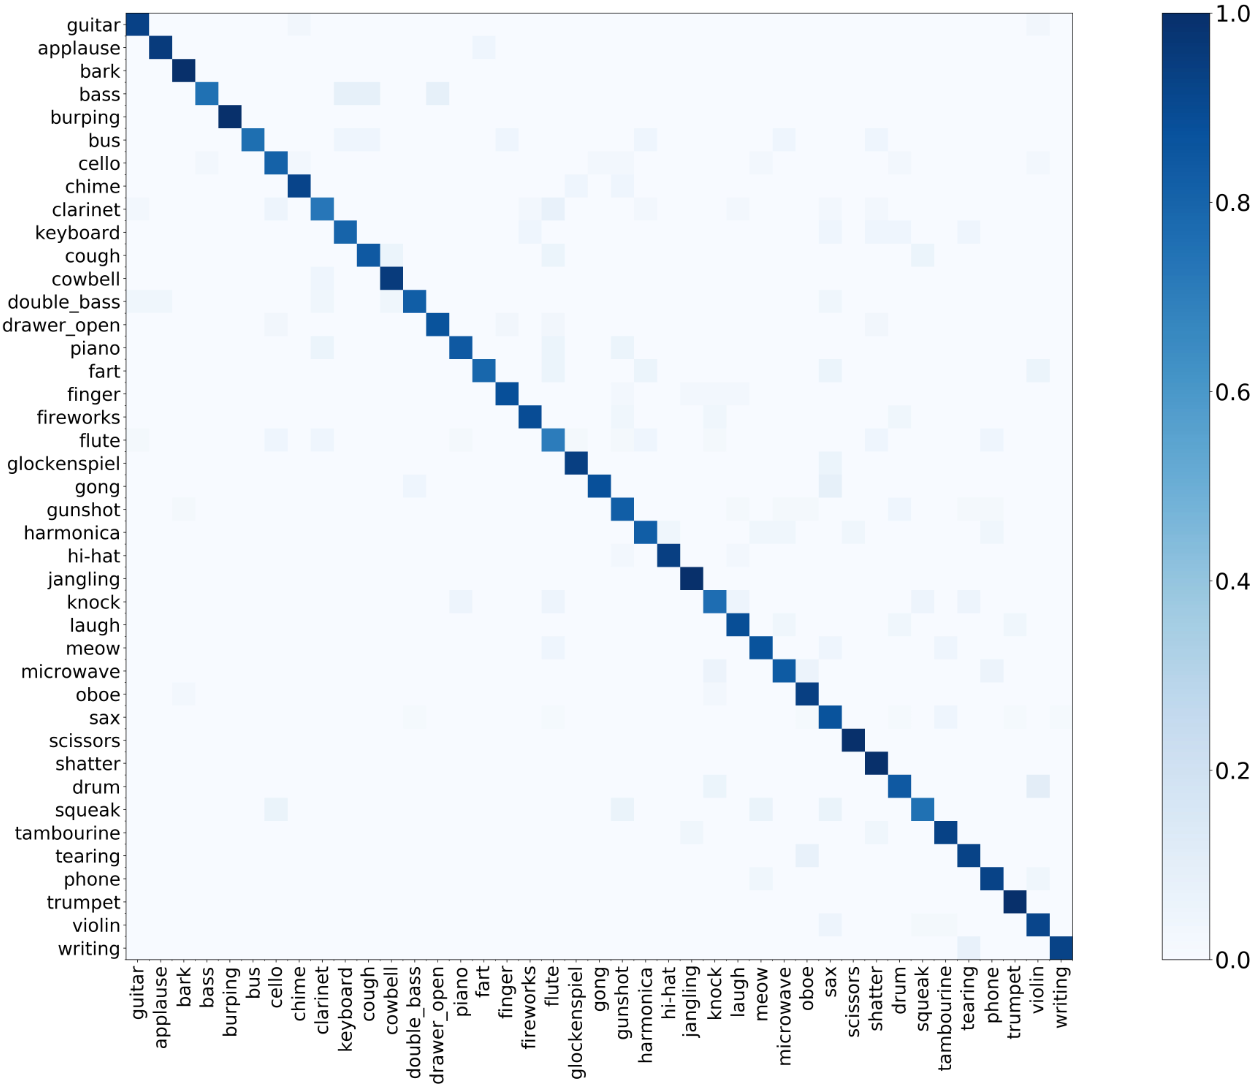 guitar
applause
bark
bass
burping
bus
cello
chime
clarinet
keyboard
cough
cowbell
double_bass
drawer_open
piano
fart
finger
fireworks
flute
glockenspiel
gong
gunshot
harmonica
hi-hat
jangling
knock
laugh
meow
microwave
oboe
sax
scissors
shatter
drum
squeak
tambourine
tearing
phone
trumpet
violin
writing
guitar
applause
bark
bass
burping
bus
cello
chime
clarinet
keyboard
cough
cowbell
double_bass
drawer_open
piano
fart
finger
fireworks
flute
glockenspiel
gong
gunshot
harmonica
hi-hat
jangling
knock
laugh
meow
microwave
oboe
sax
scissors
shatter
drum
squeak
tambourine
tearing
phone
trumpet
violin
writing
1.0
0.8
0.6
0.4
0.2
0.0